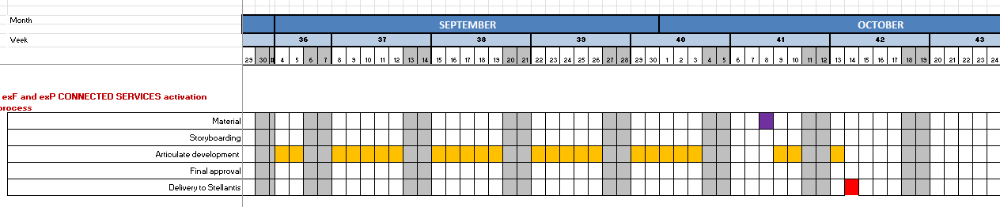 Month SEPTEMBER OCTOBER
Week 36 37 38 39 40 41 42 43
29 30 4 5 6 7 8 9 10 11 12 13 14 15 16 17 18 19 20 21 22 23 24 25 26 27 28 29 30 1 2 3 4 5 6 7 8 9 10 11 12 13 14 15 16 17 18 19 20 21 22 23 24
exF and exP CONNECTED SERVICES activation
process
Material
Storyboarding
Articulate development
Final approval
Delivery to Stellantis